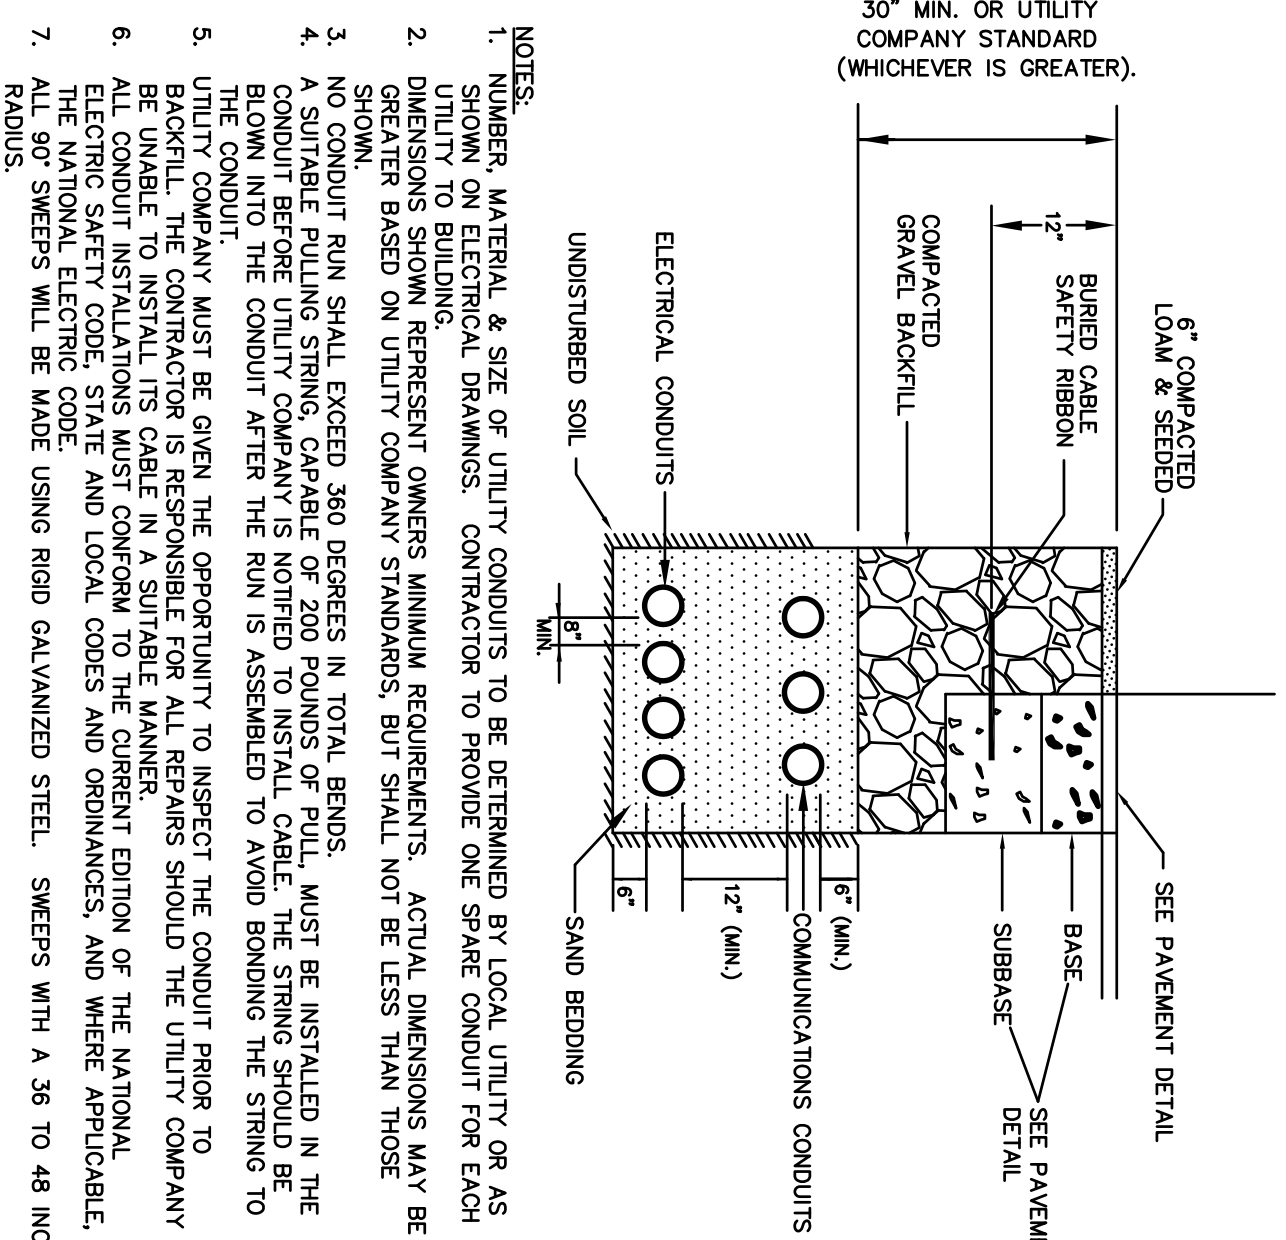 30" MIN. OR UTILITY
COMPANY STANDARD
(WHICHEVER IS GREATER).
6" COMPACTED
LOAM & SEEDED
12"
BURIED CABLE
SAFETY RIBBON
COMPACTED
GRAVEL BACKFILL
ELECTRICAL CONDUITS
UNDISTURBED SOIL
8"
MIN.
SEE PAVEMENT DETAIL
BASE
SUBBASE
SEE
DETAIL
6" (MIN.)
COMMUNICATIONS CONDUITS
12" (MIN.)
6"
SAND BEDDING
NOTES:
1. NUMBER, MATERIAL & SIZE OF UTILITY CONDUITS TO BE DETERMINED BY LOCAL UTILITY OR AS
SHOWN ON ELECTRICAL DRAWINGS. CONTRACTOR TO PROVIDE ONE SPARE CONDUIT FOR EACH
UTILITY TO BUILDING.
2. DIMENSIONS SHOWN REPRESENT OWNERS MINIMUM REQUIREMENTS. ACTUAL DIMENSIONS MAY BE
GREATER BASED ON UTILITY COMPANY STANDARDS, BUT SHALL NOT BE LESS THAN THOSE
SHOWN.
3. NO CONDUIT RUN SHALL EXCEED 360 DEGREES IN TOTAL BENDS.
4. A SUITABLE PULLING STRING, CAPABLE OF 200 POUNDS OF PULL, MUST BE INSTALLED IN THE
CONDUIT BEFORE UTILITY COMPANY IS NOTIFIED TO INSTALL CABLE. THE STRING SHOULD BE
BLOWN INTO THE CONDUIT AFTER THE RUN IS ASSEMBLED TO AVOID BONDING THE STRING TO
THE CONDUIT.
5. UTILITY COMPANY MUST BE GIVEN THE OPPORTUNITY TO INSPECT THE CONDUIT PRIOR TO
BACKFILL. THE CONTRACTOR IS RESPONSIBLE FOR ALL REPAIRS SHOULD THE UTILITY COMPANY
BE UNABLE TO INSTALL ITS CABLE IN A SUITABLE MANNER.
6. ALL CONDUIT INSTALLATIONS MUST CONFORM TO THE CURRENT EDITION OF THE NATIONAL
ELECTRIC SAFETY CODE, STATE AND LOCAL CODES AND ORDINANCES, AND WHERE APPLICABLE,
THE NATIONAL ELECTRIC CODE.
7. ALL 90° SWEEPS WILL BE MADE USING RIGID GALVANIZED STEEL. SWEEPS WITH A 36 TO 48
RADIUS.